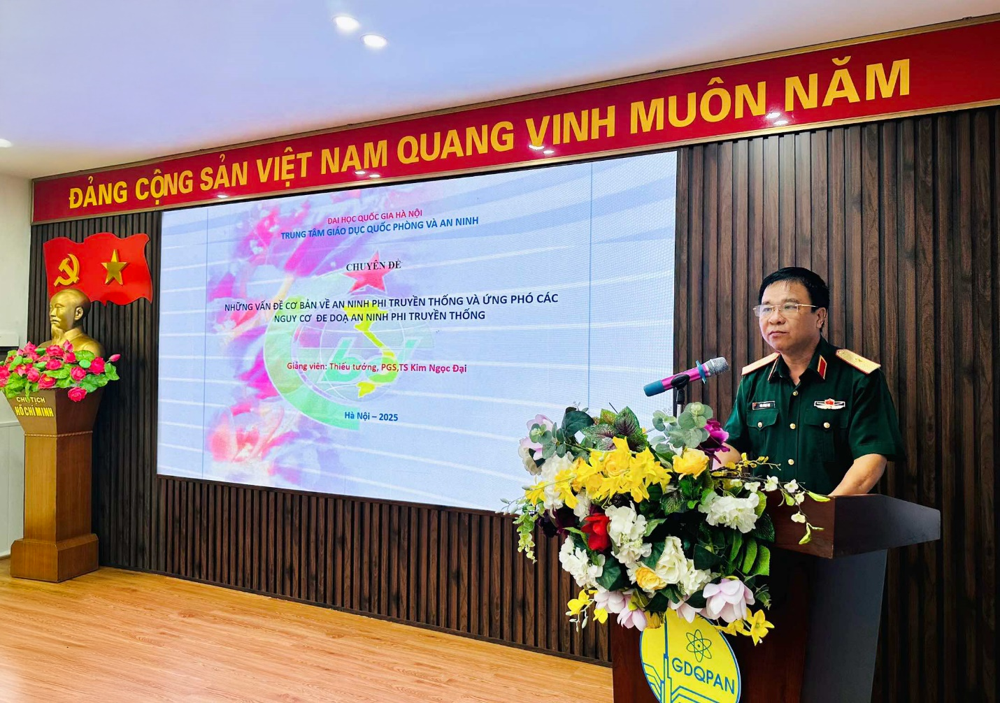 ĐẢNG CỘNG SẢN VIỆT NAM QUANG VINH MUÔN NĂM
ĐẠI HỌC QUỐC GIA HÀ NỘI
TRUNG TÂM GIÁO DỤC QUỐC PHÒNG VÀ AN NINH
CHUYÊN ĐỀ
NHỮNG VẤN ĐỀ CƠ BẢN VỀ AN NINH PHI TRUYỀN THỐNG VÀ ỨNG PHÓ CÁC
NGUY CƠ ĐE DOẠ AN NINH PHI TRUYỀN THỐNG
Giảng viên: Thiếu tướng, PGS,TS Kim Ngọc Đại
Hà Nội – 2025
CHỦ TỊCH
HỒ CHÍ MINH
GDQPAN